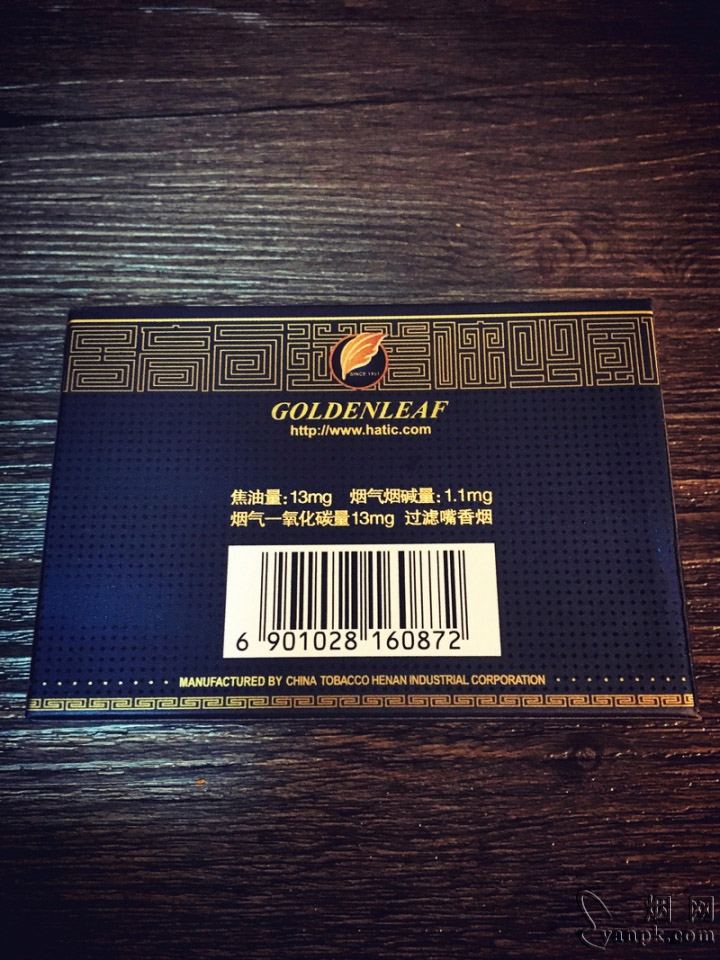 SINCE 1951
GOLDENLEAF
http://www.hatic.com
焦油量:13mg 烟气烟碱量:1.1mg
烟气一氧化碳量13mg 过滤嘴香烟
6 901028 160872
MANUFACTURED BY CHINA TOBACCO HENAN INDUSTRIAL CORPORATION
烟网
yanpk.com